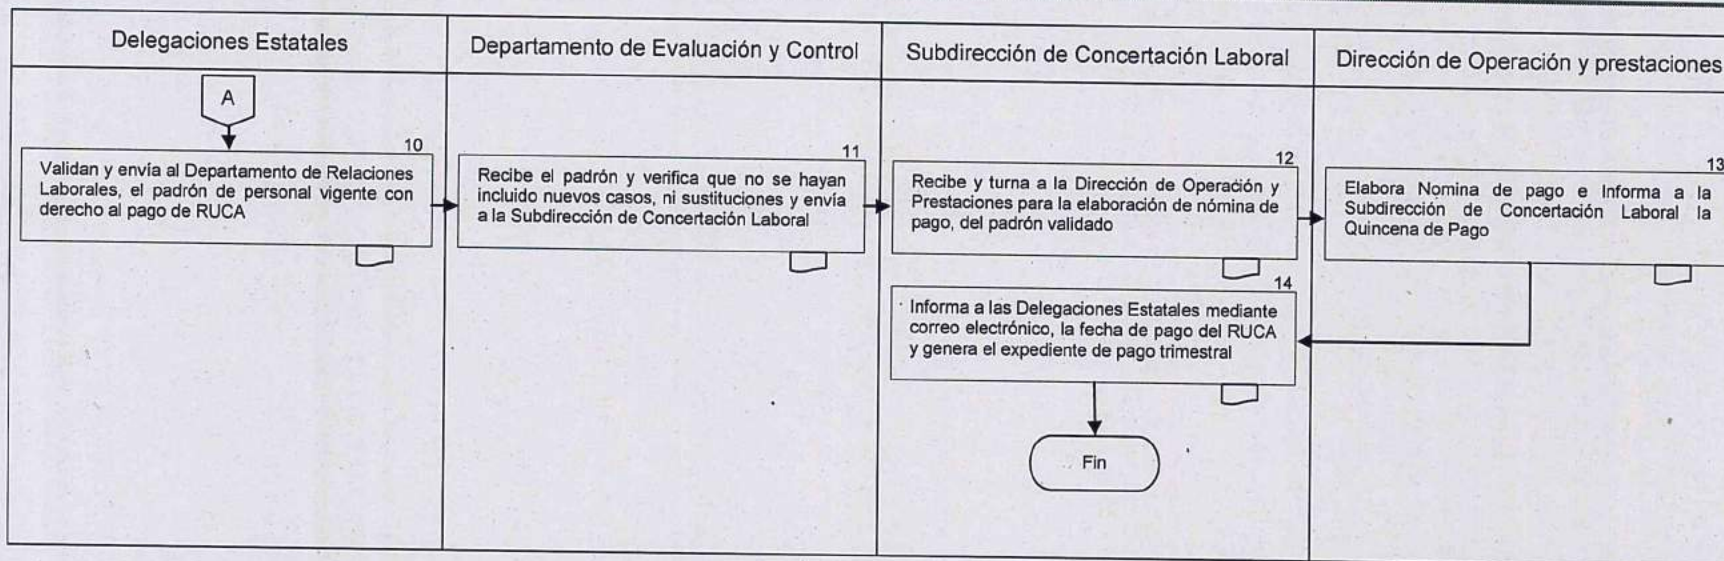 Delegaciones Estatales
Departamento de Evaluación y Control
Subdirección de Concertación Laboral
Dirección de Operación y prestaciones
A
10
Validan y envía al Departamento de Relaciones
Laborales, el padrón de personal vigente con
derecho al pago de RUCA
11
Recibe el padrón y verifica que no se hayan
incluido nuevos casos, ni sustituciones y envía
a la Subdirección de Concertación Laboral
12
Recibe y turna a la Dirección de Operación y
Prestaciones para la elaboración de nómina de
pago, del padrón validado
13
Elabora Nomina de pago e Informa a la
Subdirección de Concertación Laboral la
Quincena de Pago
14
Informa a las Delegaciones Estatales mediante
correo electrónico, la fecha de pago del RUCA
y genera el expediente de pago trimestral
Fin